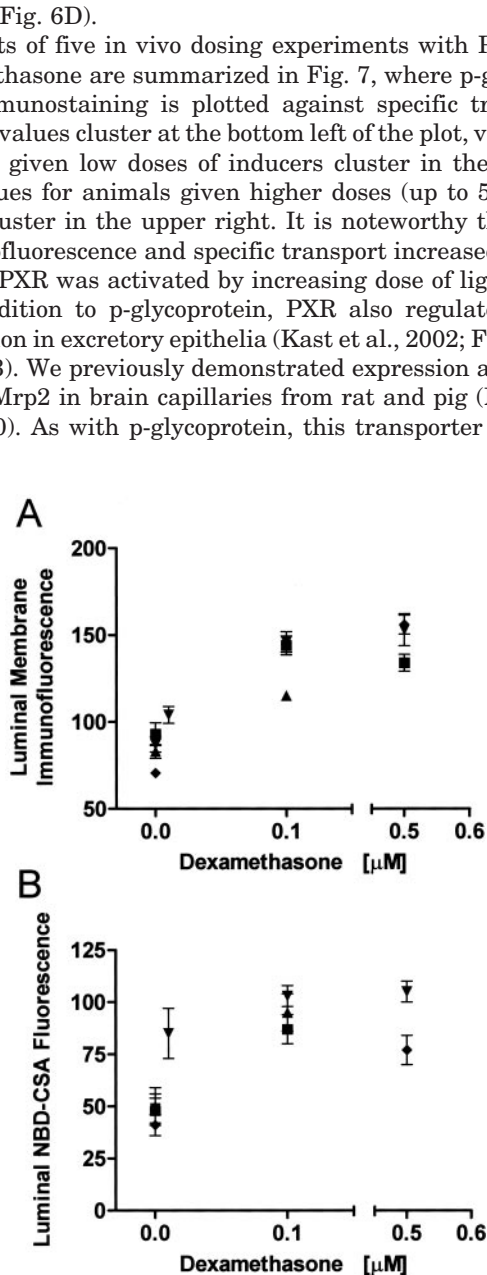 Fig. 6D).
ts of five in vivo dosing experiments with
thasone are summarized in Fig. 7, where p-g
munostaining is plotted against specific tr
values cluster at the bottom left of the plot, v
given low doses of inducers cluster in the
ues for animals given higher doses (up to 5
luster in the upper right. It is noteworthy t
fluorescence and specific transport increased
PXR was activated by increasing dose of lig
dition to p-glycoprotein, PXR also regulat
on in excretory epithelia (Kast et al., 2002; F
3). We previously demonstrated expression a
Mrp2 in brain capillaries from rat and pig (
0). As with p-glycoprotein, this transporter
A
200
150
100
50
Luminal Membrane
Immunofluorescence
0.0 0.1 0.5 0.6
Dexamethasone [µM]
B
125
100
75
50
25
0
Luminal NBD-CSA Fluorescence
0.0 0.1 0.5 0.6
Dexamethasone [µM]